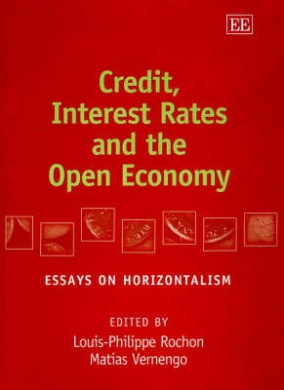 EE
Credit,
Interest Rates
and the
Open Economy
ESSAYS ON HORIZONTALISM
EDITED BY
Louis-Philippe Rochon
Matias Vernengo